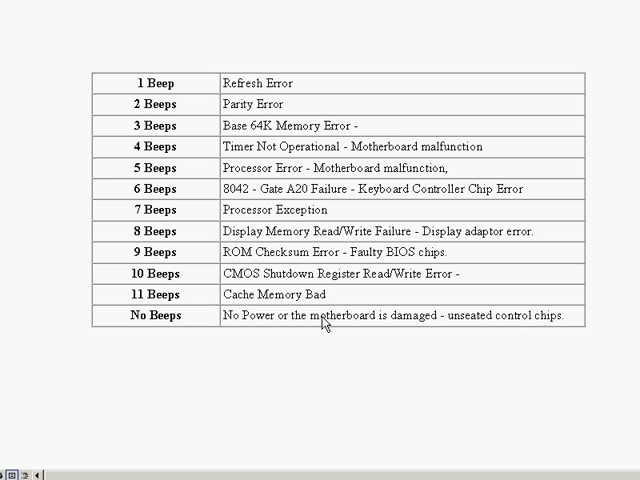 1 Beep Refresh Error
2 Beeps Parity Error
3 Beeps Base 64K Memory Error -
4 Beeps Timer Not Operational - Motherboard malfunction
5 Beeps Processor Error - Motherboard malfunction,
6 Beeps 8042 - Gate A20 Failure - Keyboard Controller Chip Error
7 Beeps Processor Exception
8 Beeps Display Memory Read/Write Failure - Display adaptor error.
9 Beeps ROM Checksum Error - Faulty BIOS chips.
10 Beeps CMOS Shutdown Register Read/Write Error -
11 Beeps Cache Memory Bad
No Beeps No Power or the motherboard is damaged - unseated control chips.